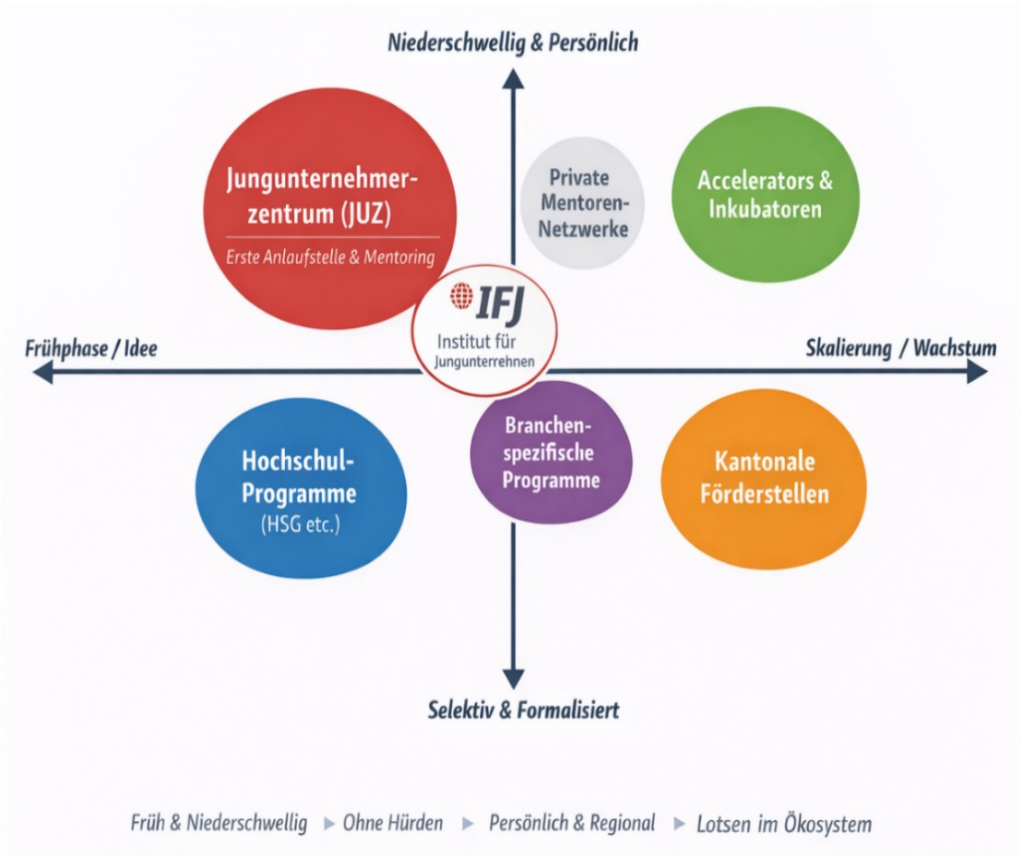 Niederschwellig & Persönlich
Jungunternehmer-
zentrum (JUZ)
Erste Anlaufstelle & Mentoring
Private
Mentoren-
Netzwerke
Accelerators &
Inkubatoren
IFJ
Institut für
Jungunterrehnen
Frühphase / Idee
Skalierung / Wachstum
Hochschul-
Programme
(HSG etc.)
Branchen-
spezifische
Programme
Kantonale
Förderstellen
Selektiv & Formalisiert
Früh & Niederschwellig ▶ Ohne Hürden ▶ Persönlich & Regional ▶ Lotsen im Ökosystem